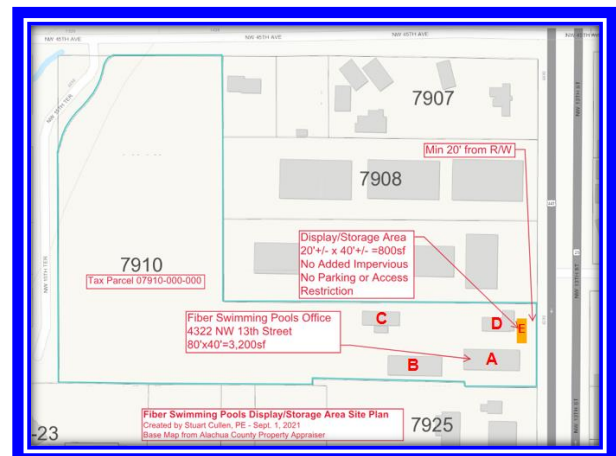 NW 45TH AVE
NW 45TH AVE
NW 45TH AVE
7907
Min 20' from R/W
7908
Display/Storage Area
20'+/- x 40'+/- =800sf
No Added Impervious
No Parking or Access
Restriction
7910
Tax Parcel 07910-000-000
Fiber Swimming Pools Office
4322 NW 13th Street
80'x40'=3,200sf
C
D
E
A
B
Fiber Swimming Pools Display/Storage Area Site Plan
Created by Stuart Cullen, PE - Sept. 1, 2021
Base Map from Alachua County Property Appraiser
7925
-23